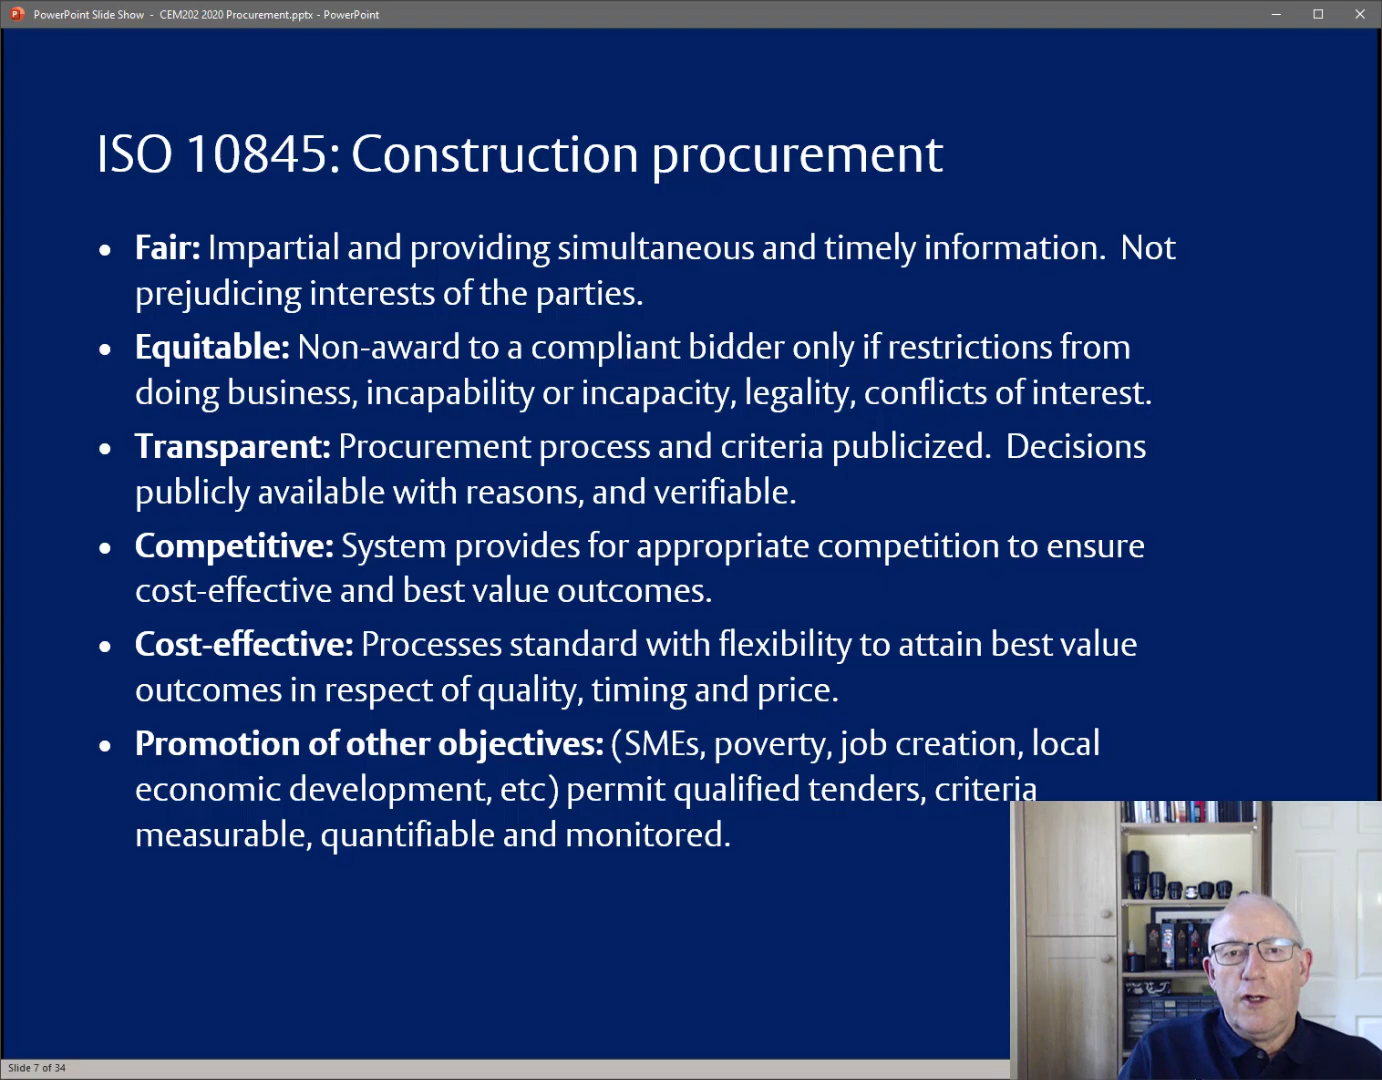 PowerPoint Slide Show - CEM202 2020 Procurement.pptx - PowerPoint
ISO 10845: Construction procurement
• Fair: Impartial and providing simultaneous and timely information. Not
prejudicing interests of the parties.
• Equitable: Non-award to a compliant bidder only if restrictions from
doing business, incapability or incapacity, legality, conflicts of interest.
• Transparent: Procurement process and criteria publicized. Decisions
publicly available with reasons, and verifiable.
• Competitive: System provides for appropriate competition to ensure
cost-effective and best value outcomes.
• Cost-effective: Processes standard with flexibility to attain best value
outcomes in respect of quality, timing and price.
• Promotion of other objectives: (SMEs, poverty, job creation, local
economic development, etc) permit qualified tenders, criteria
measurable, quantifiable and monitored.
Slide 7 of 34